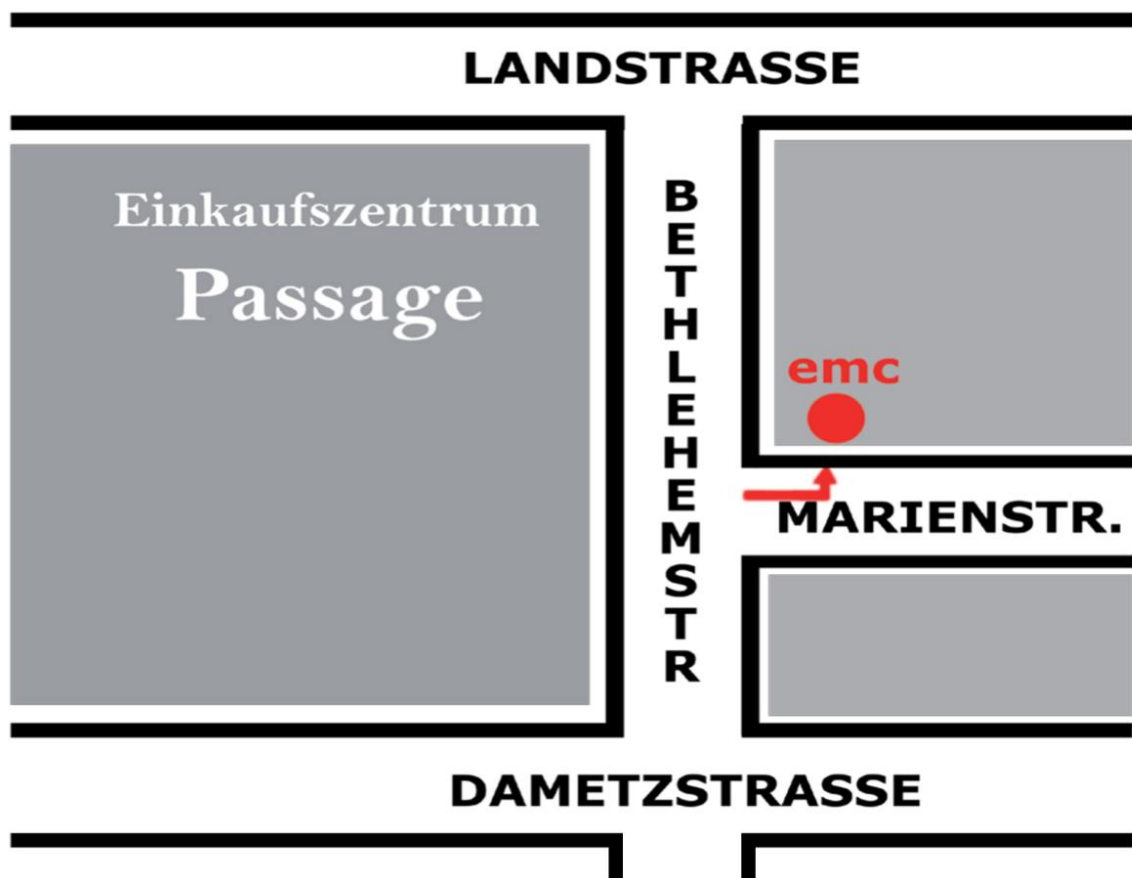 LANDSTRASSE
Einkaufszentrum
Passage
BETHLEHEMSTR
emc
MARIENSTR.
DAMETZSTRASSE